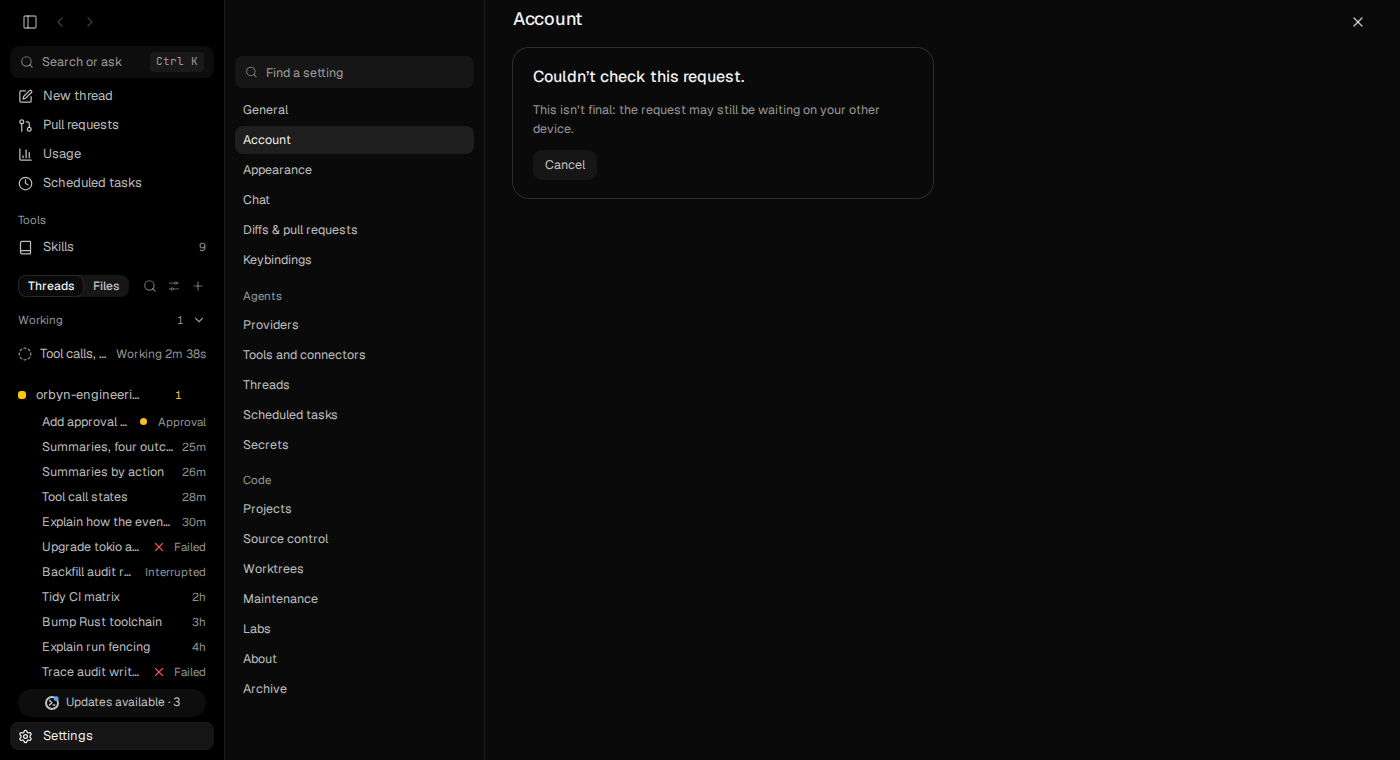 Search or ask Ctrl K
New thread
Pull requests
Usage
Scheduled tasks
Tools
Skills 9
Threads Files
Working 1
Tool calls, … Working 2m 38s
orbyn-engineeri… 1
Add approval … Approval
Summaries, four outc… 25m
Summaries by action 26m
Tool call states 28m
Explain how the even… 30m
Upgrade tokio a… Failed
Backfill audit r… Interrupted
Tidy CI matrix 2h
Bump Rust toolchain 3h
Explain run fencing 4h
Trace audit writ… Failed
Updates available · 3
Settings
Find a setting
General
Account
Appearance
Chat
Diffs & pull requests
Keybindings
Agents
Providers
Tools and connectors
Threads
Scheduled tasks
Secrets
Code
Projects
Source control
Worktrees
Maintenance
Labs
About
Archive
Account
Couldn’t check this request.
This isn’t final: the request may still be waiting on your other
device.
Cancel